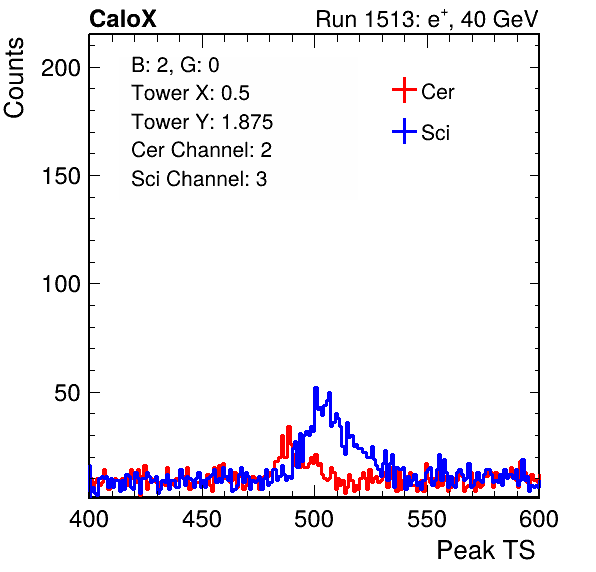 CaloX Run 1513: e⁺, 40 GeV
Counts
200
150
100
50
B: 2, G: 0
Tower X: 0.5
Tower Y: 1.875
Cer Channel: 2
Sci Channel: 3
Cer
Sci
400 450 500 550 600
Peak TS